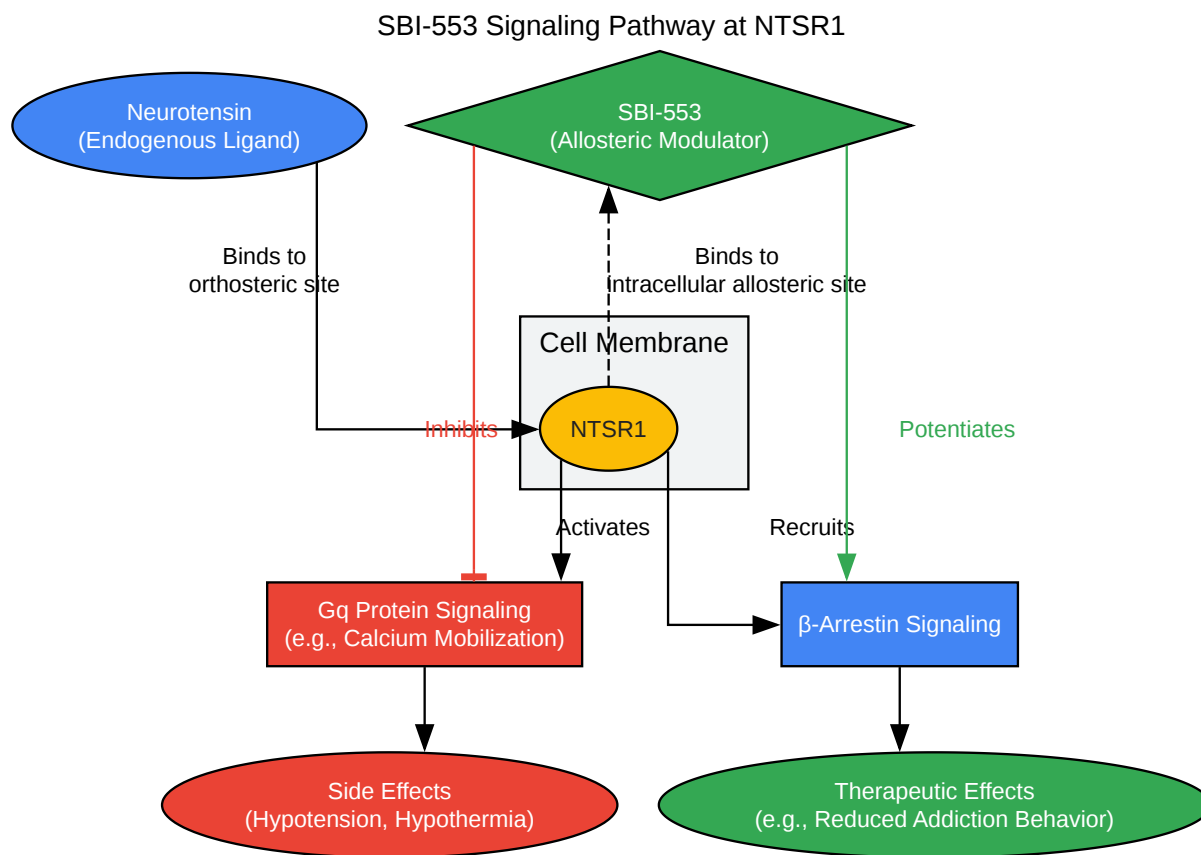 SBI-553 Signaling Pathway at NTSR1
Neurotensin
(Endogenous Ligand)
SBI-553
(Allosteric Modulator)
Binds to
orthosteric site
Binds to
intracellular allosteric site
Cell Membrane
NTSR1
Inhibits
Potentiates
Activates
Recruits
Gq Protein Signaling
(e.g., Calcium Mobilization)
β-Arrestin Signaling
Side Effects
(Hypotension, Hypothermia)
Therapeutic Effects
(e.g., Reduced Addiction Behavior)